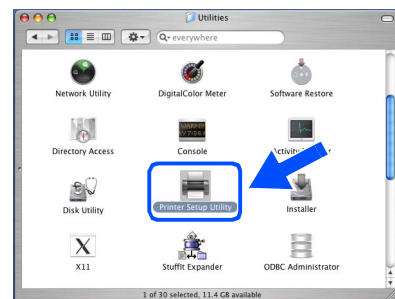 Utilities
Q▾ everywhere
Network Utility DigitalColor Meter Software Restore
Directory Access Console Activity
Disk Utility Printer Setup Utility Installer
X11 StuffIt Expander ODBC Administrator
1 of 30 selected, 11.4 GB available